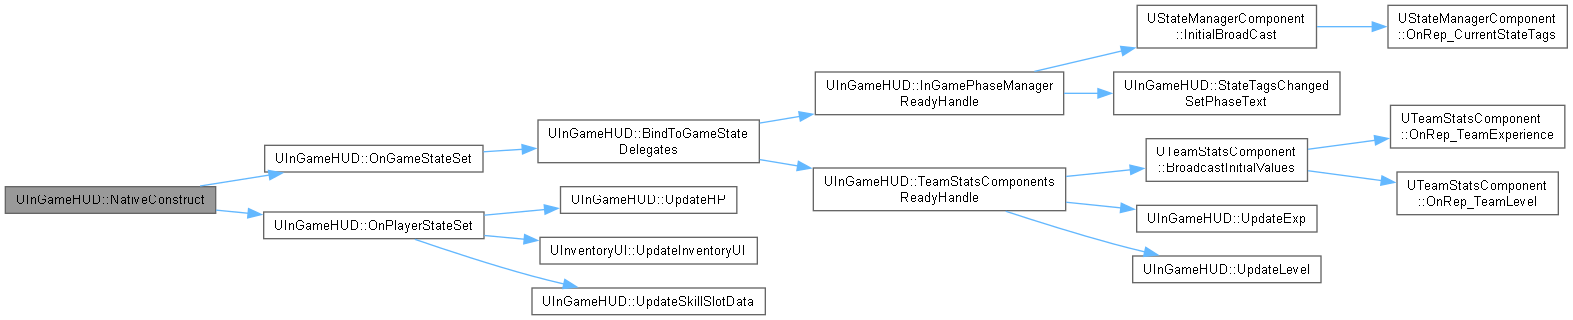 UInGameHUD::NativeConstruct
UInGameHUD::OnGameStateSet
UInGameHUD::BindToGameState
Delegates
UInGameHUD::InGamePhaseManager
ReadyHandle
UStateManagerComponent
::InitialBroadCast
UStateManagerComponent
::OnRep_CurrentStateTags
UInGameHUD::StateTagsChanged
SetPhaseText
UInGameHUD::TeamStatsComponents
ReadyHandle
UTeamStatsComponent
::BroadcastInitialValues
UTeamStatsComponent
::OnRep_TeamExperience
UTeamStatsComponent
::OnRep_TeamLevel
UInGameHUD::UpdateExp
UInGameHUD::UpdateLevel
UInGameHUD::OnPlayerStateSet
UInGameHUD::UpdateHP
UInventoryUI::UpdateInventoryUI
UInGameHUD::UpdateSkillSlotData